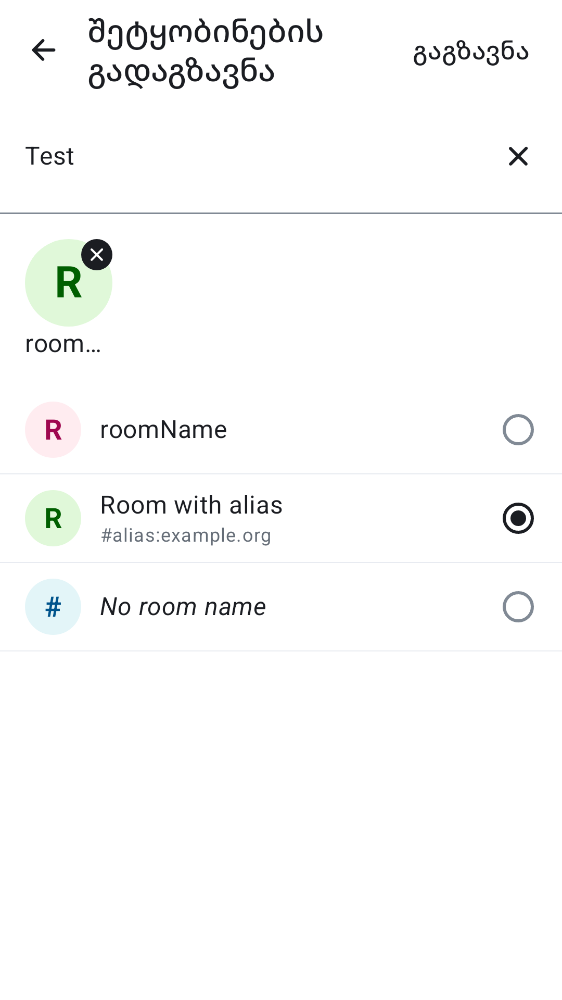 შეტყობინების
გადაგზავნა
გაგზავნა
Test
R
room…
R
roomName
R
Room with alias
#alias:example.org
#
No room name